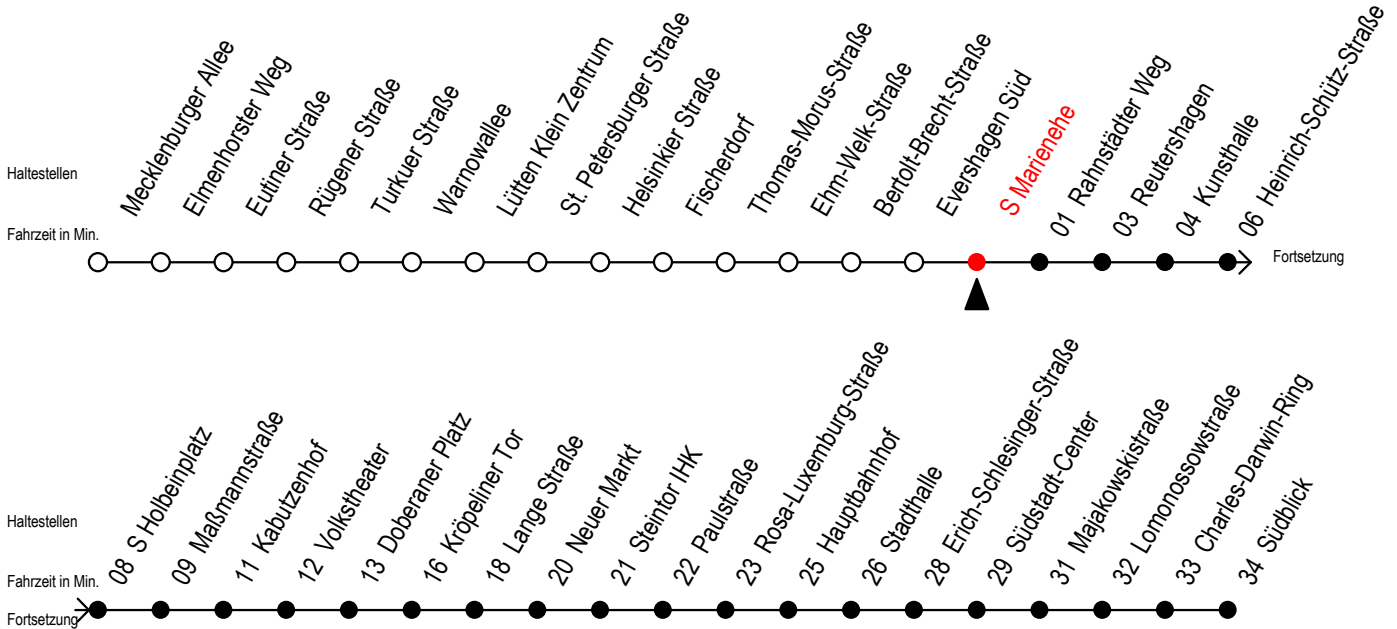 Haltestellen
Mecklenburger Allee
Elmenhorster Weg
Eutiner Straße
Rügener Straße
Turkuer Straße
Warnowallee
Lütten Klein Zentrum
St. Petersburger Straße
Helsinkier Straße
Fischerdorf
Thomas-Morus-Straße
Ehm-Welk-Straße
Bertolt-Brecht-Straße
Evershagen Süd
S Marienehe
01 Rahnstädter Weg
03 Reutershagen
04 Kunsthalle
06 Heinrich-Schütz-Straße
Fahrzeit in Min.
Fortsetzung
Haltestellen
08 S Holbeinplatz
09 Maßmannstraße
11 Kabutzenhof
12 Volkstheater
13 Doberaner Platz
16 Kröpeliner Tor
18 Lange Straße
20 Neuer Markt
21 Steintor IHK
22 Paulstraße
23 Rosa-Luxemburg-Straße
25 Hauptbahnhof
26 Stadthalle
28 Erich-Schlesinger-Straße
29 Südstadt-Center
31 Majakowskistraße
32 Lomonossowstraße
33 Charles-Darwin-Ring
34 Südblick
Fahrzeit in Min.
Fortsetzung